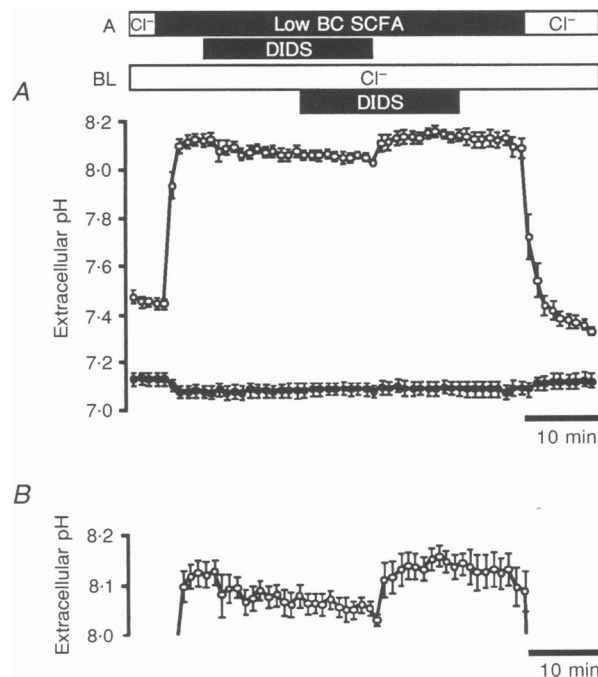 A Cl⁻ Low BC SCFA Cl⁻
DIDS
BL Cl⁻
DIDS
A
8·2
8·0
7·8
7·6
7·4
7·2
7·0
Extracellular pH
10 min
B
8·2
8·1
8·0
Extracellular pH
10 min